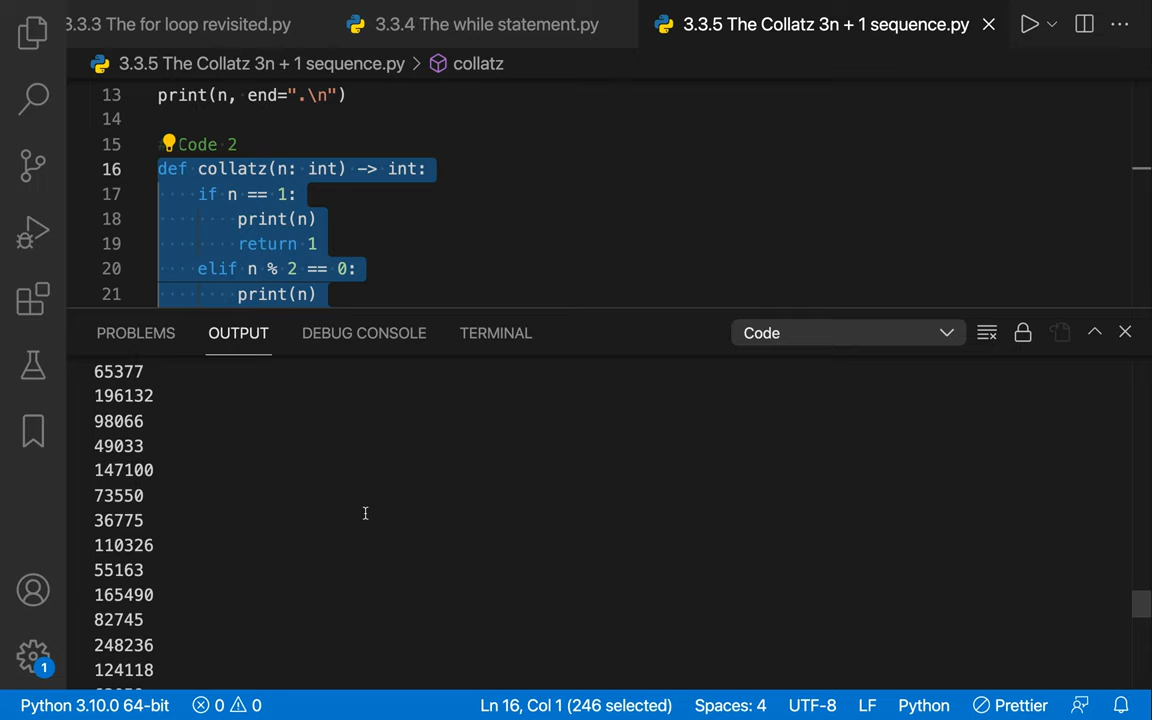 3.3.3 The for loop revisited.py
3.3.4 The while statement.py
3.3.5 The Collatz 3n + 1 sequence.py
3.3.5 The Collatz 3n + 1 sequence.py > collatz
13 print(n, end=".\n")
14
15 # Code 2
16 def collatz(n: int) -> int:
17 if n == 1:
18 print(n)
19 return 1
20 elif n % 2 == 0:
21 print(n)
PROBLEMS OUTPUT DEBUG CONSOLE TERMINAL Code
65377
196132
98066
49033
147100
73550
36775
110326
55163
165490
82745
248236
124118
1
Python 3.10.0 64-bit 0 0 Ln 16, Col 1 (246 selected) Spaces: 4 UTF-8 LF Python Prettier